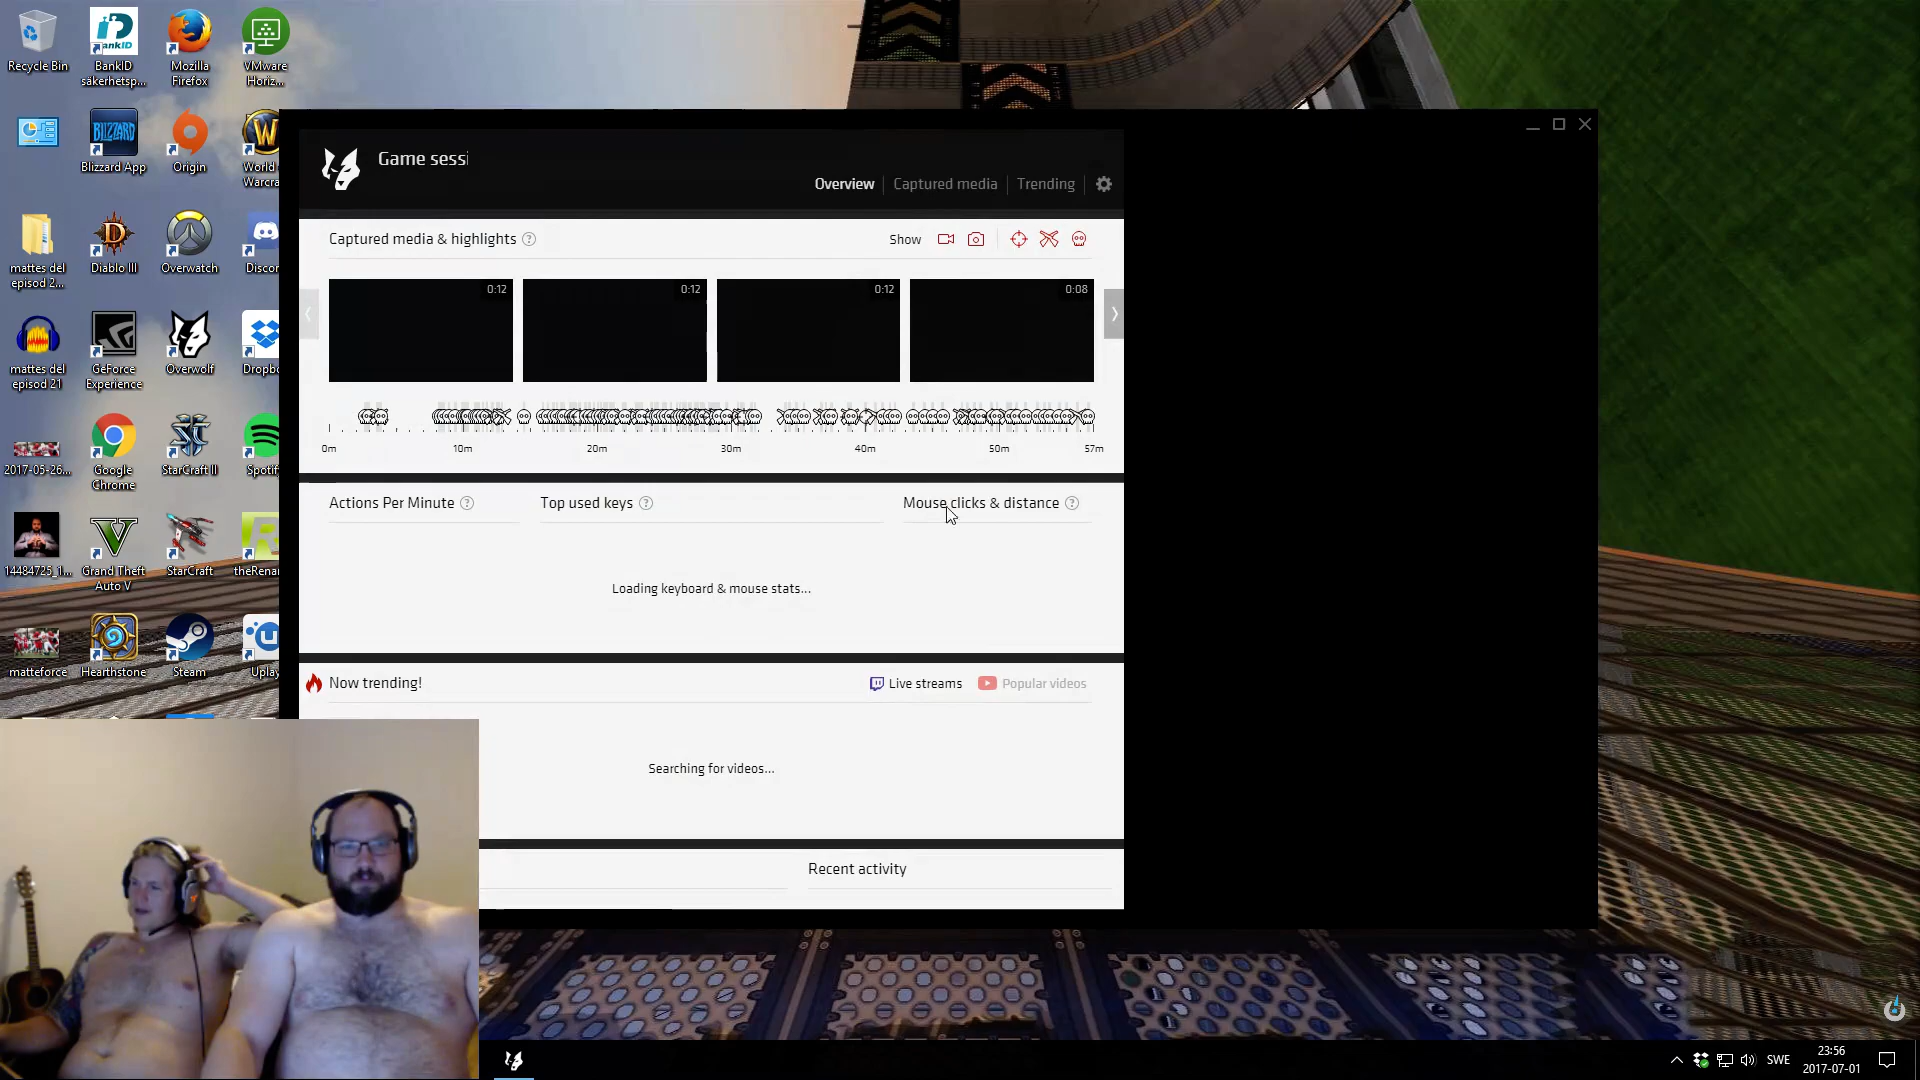 Recycle Bin
BankID
säkerhetsp...
Mozilla
Firefox
VMware
Horiz...
Blizzard App
Origin
World
Warcra
mattes del
episod 2...
Diablo III
Overwatch
Discor
mattes del
episod 21
GeForce
Experience
Overwolf
Dropbo
2017-05-26...
Google
Chrome
StarCraft II
Spotif
14484725_1...
Grand Theft
Auto V
StarCraft
theRenar
matteforce
Hearthstone
Steam
Uplay
Game sessi
Overview
Captured media
Trending
Captured media & highlights
Show
0:12
0:12
0:12
0:08
0m
10m
20m
30m
40m
50m
57m
Actions Per Minute
Top used keys
Mouse clicks & distance
Loading keyboard & mouse stats...
Now trending!
Live streams
Popular videos
Searching for videos...
Recent activity
SWE
23:56
2017-07-01